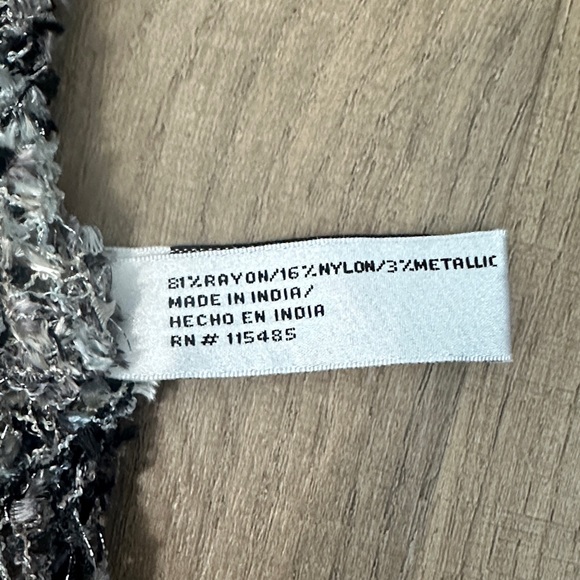 81%RAYON/16%NYLON/3%METALLIC
MADE IN INDIA/
HECHO EN INDIA
RN# 115485